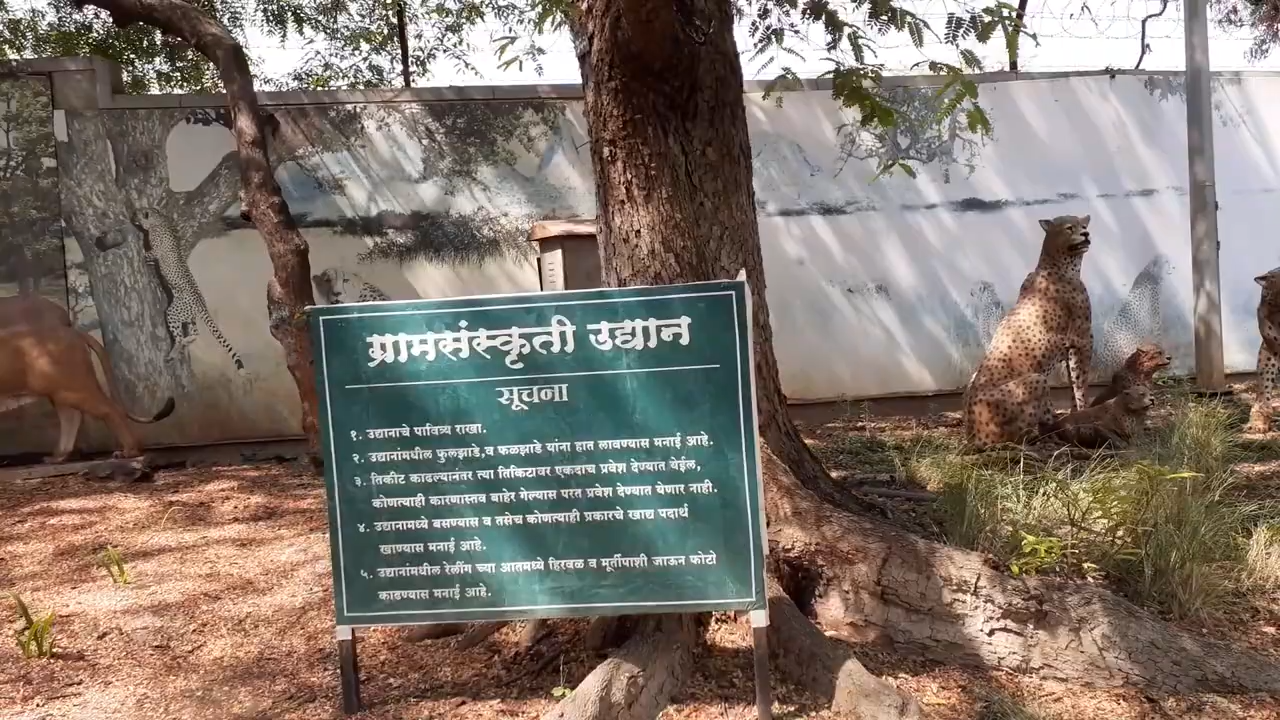 ग्रामसंस्कृती उद्यान
सूचना
१. उद्यानाचे पावित्र्य राखा.
२. उद्यानांमधील फुलझाडे,व फळझाडे यांना हात लावण्यास मनाई आहे.
३. तिकीट काढल्यानंतर त्या तिकिटावर एकदाच प्रवेश देण्यात येईल,
कोणत्याही कारणास्तव बाहेर गेल्यास परत प्रवेश देण्यात येणार नाही.
४. उद्यानामध्ये बसण्यास व तसेच कोणत्याही प्रकारचे खाद्य पदार्थ
खाण्यास मनाई आहे.
५. उद्यानांमधील रेलींग च्या आतमध्ये हिरवळ व मूर्तीपाशी जाऊन फोटो
काढण्यास मनाई आहे.